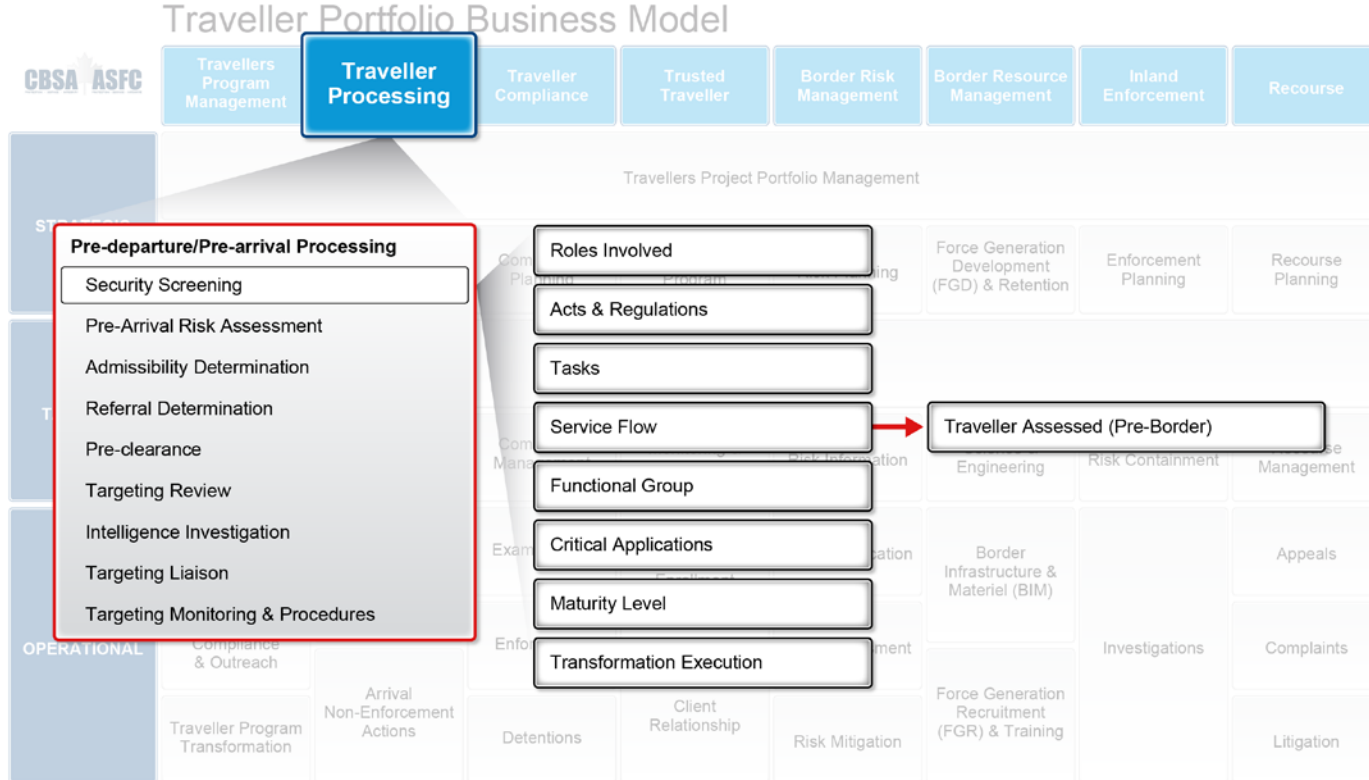 Traveller Portfolio Business Model
CBSA ASFC
Travellers
Program
Management
Traveller
Processing
Traveller
Compliance
Trusted
Traveller
Border Risk
Management
Border Resource
Management
Inland
Enforcement
Recourse
Travellers Project Portfolio Management
Pre-departure/Pre-arrival Processing
Security Screening
Pre-Arrival Risk Assessment
Admissibility Determination
Referral Determination
Pre-clearance
Targeting Review
Intelligence Investigation
Targeting Liaison
Targeting Monitoring & Procedures
Roles Involved
Acts & Regulations
Tasks
Service Flow
Functional Group
Critical Applications
Maturity Level
Transformation Execution
Traveller Assessed (Pre-Border)
Planning
Program
Force Generation
Development
(FGD) & Retention
Enforcement
Planning
Recourse
Planning
Risk Information
Engineering
Risk Containment
Management
Border
Infrastructure &
Materiel (BIM)
Appeals
OPERATIONAL
Compliance
& Outreach
Investigations
Complaints
Traveller Program
Transformation
Arrival
Non-Enforcement
Actions
Detentions
Client
Relationship
Risk Mitigation
Force Generation
Recruitment
(FGR) & Training
Litigation